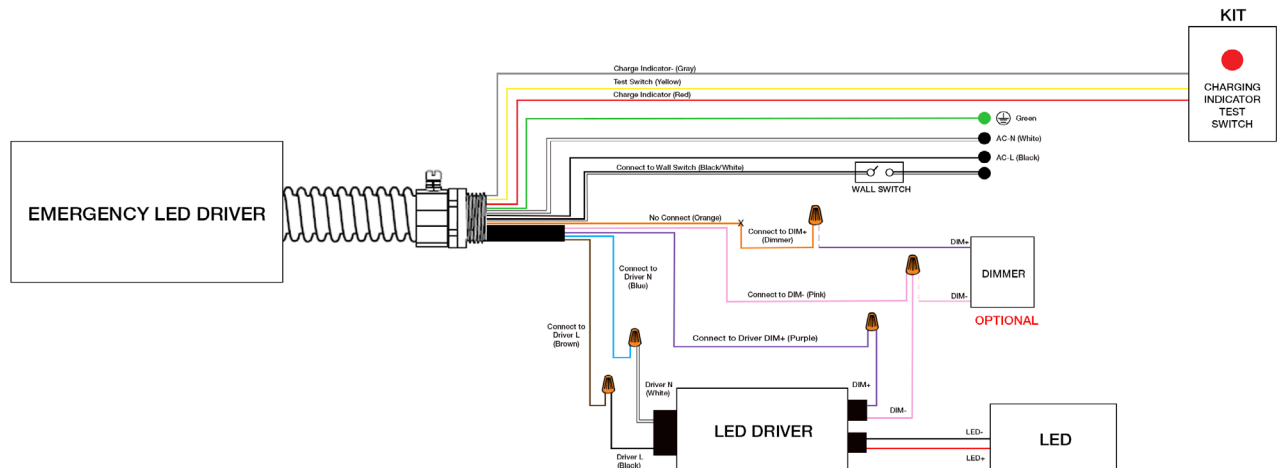 KIT
CHARGING
INDICATOR
TEST
SWITCH
Charge Indicator- (Gray)
Test Switch (Yellow)
Charge Indicator (Red)
Green
AC-N (White)
AC-L (Black)
Connect to Wall Switch (Black/White)
WALL SWITCH
EMERGENCY LED DRIVER
No Connect (Orange)
X
Connect to DIM+
(Dimmer)
DIM+
DIMMER
DIM-
OPTIONAL
Connect to
Driver N
(Blue)
Connect to DIM- (Pink)
Connect to
Driver L
(Brown)
Connect to Driver DIM+ (Purple)
Driver N
(White)
DIM+
DIM-
LED DRIVER
LED-
LED+
LED
Driver L
(Black)